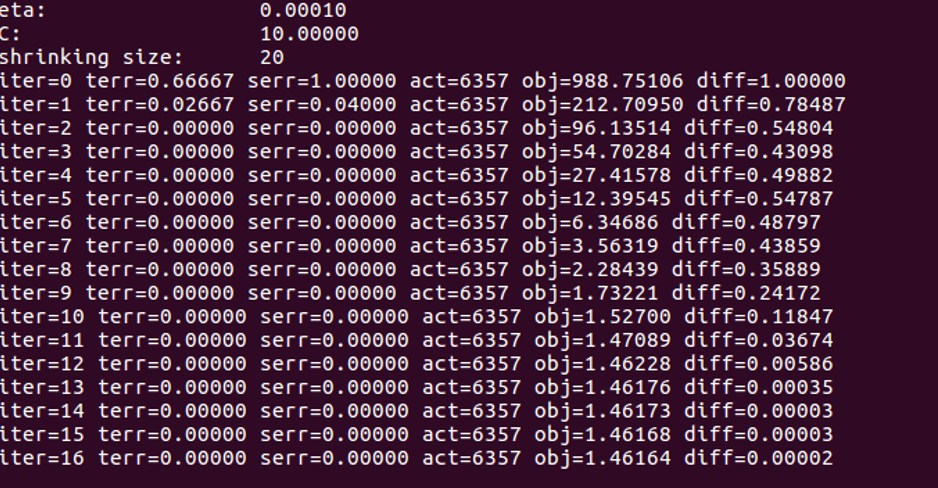 eta: 0.00010
C: 10.00000
shrinking size: 20
iter=0 terr=0.66667 serr=1.00000 act=6357 obj=988.75106 diff=1.00000
iter=1 terr=0.02667 serr=0.04000 act=6357 obj=212.70950 diff=0.78487
iter=2 terr=0.00000 serr=0.00000 act=6357 obj=96.13514 diff=0.54804
iter=3 terr=0.00000 serr=0.00000 act=6357 obj=54.70284 diff=0.43098
iter=4 terr=0.00000 serr=0.00000 act=6357 obj=27.41578 diff=0.49882
iter=5 terr=0.00000 serr=0.00000 act=6357 obj=12.39545 diff=0.54787
iter=6 terr=0.00000 serr=0.00000 act=6357 obj=6.34686 diff=0.48797
iter=7 terr=0.00000 serr=0.00000 act=6357 obj=3.56319 diff=0.43859
iter=8 terr=0.00000 serr=0.00000 act=6357 obj=2.28439 diff=0.35889
iter=9 terr=0.00000 serr=0.00000 act=6357 obj=1.73221 diff=0.24172
iter=10 terr=0.00000 serr=0.00000 act=6357 obj=1.52700 diff=0.11847
iter=11 terr=0.00000 serr=0.00000 act=6357 obj=1.47089 diff=0.03674
iter=12 terr=0.00000 serr=0.00000 act=6357 obj=1.46228 diff=0.00586
iter=13 terr=0.00000 serr=0.00000 act=6357 obj=1.46176 diff=0.00035
iter=14 terr=0.00000 serr=0.00000 act=6357 obj=1.46173 diff=0.00003
iter=15 terr=0.00000 serr=0.00000 act=6357 obj=1.46168 diff=0.00003
iter=16 terr=0.00000 serr=0.00000 act=6357 obj=1.46164 diff=0.00002